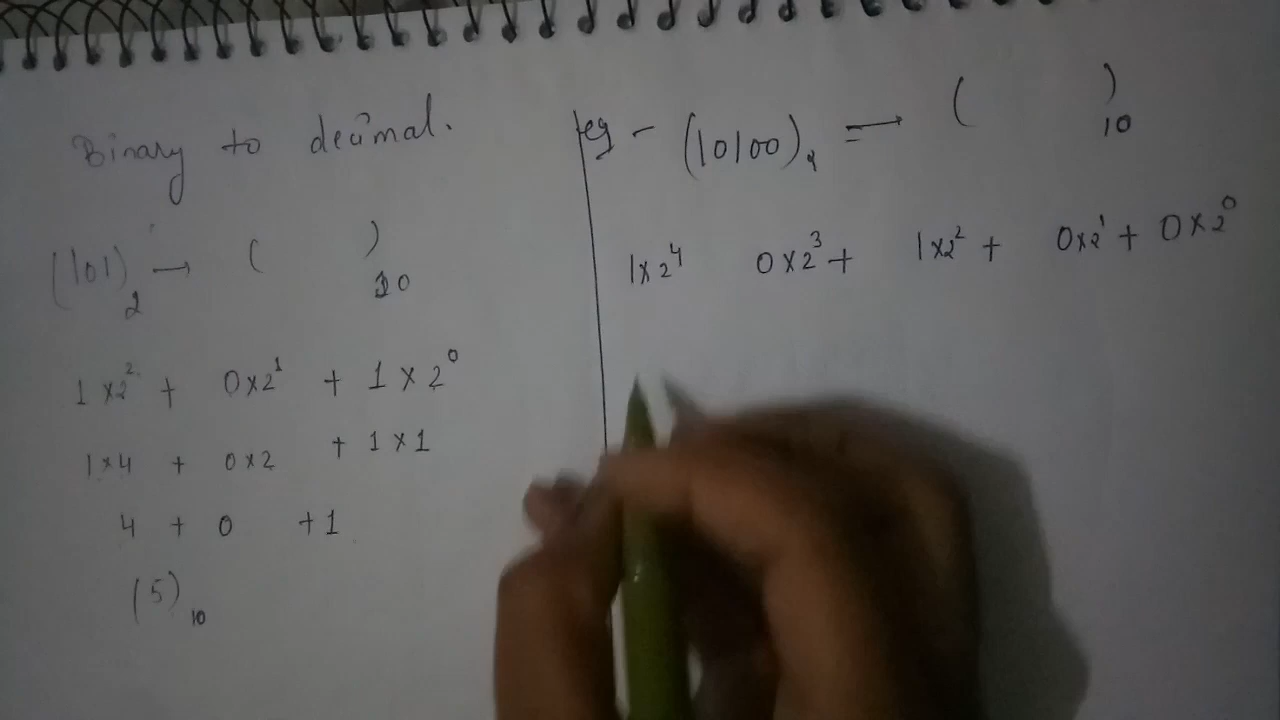 Binary to decimal.
(101)₂ → ( )₁₀
1×2² + 0×2¹ + 1×2⁰
1×4 + 0×2 + 1×1
4 + 0 +1
(5)₁₀
eg - (10100)₂ → ( )₁₀
1×2⁴ 0×2³ + 1×2² + 0×2¹ + 0×2⁰